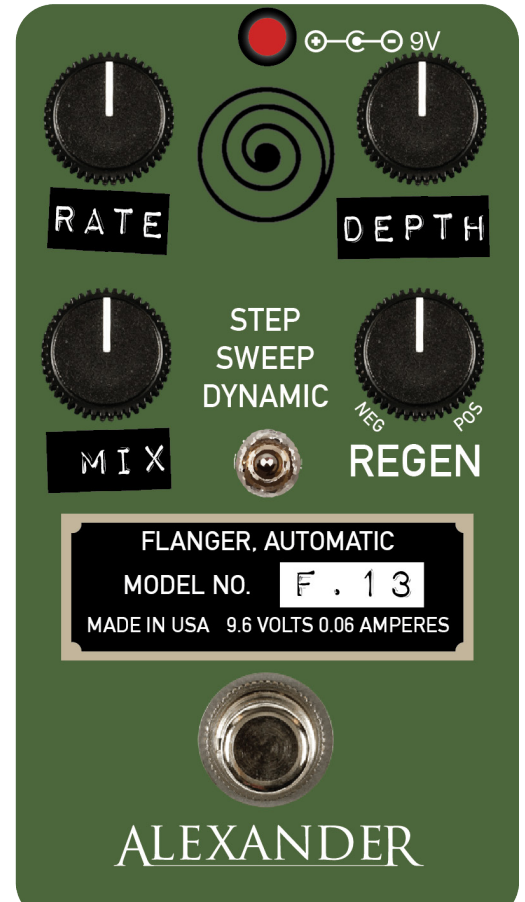 9V
RATE
DEPTH
STEP
SWEEP
DYNAMIC
NEG POS
MIX
REGEN
FLANGER, AUTOMATIC
MODEL NO. F.13
MADE IN USA 9.6 VOLTS 0.06 AMPERES
ALEXANDER